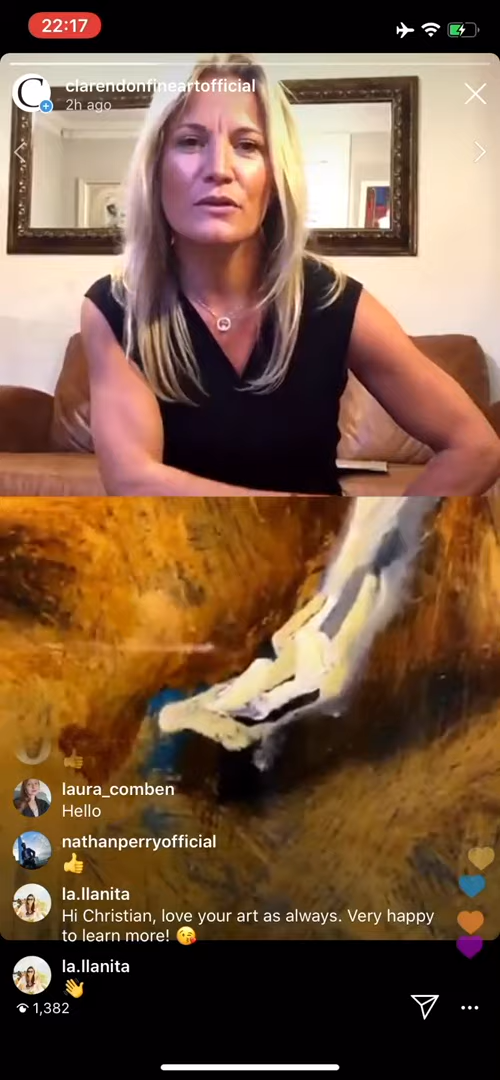 22:17
C
clarendonfineartofficial
2h ago
👍
laura_comben
Hello
nathanperryofficial
👍
la.llanita
Hi Christian, love your art as always. Very happy
to learn more! 😘
la.llanita
👋
1,382